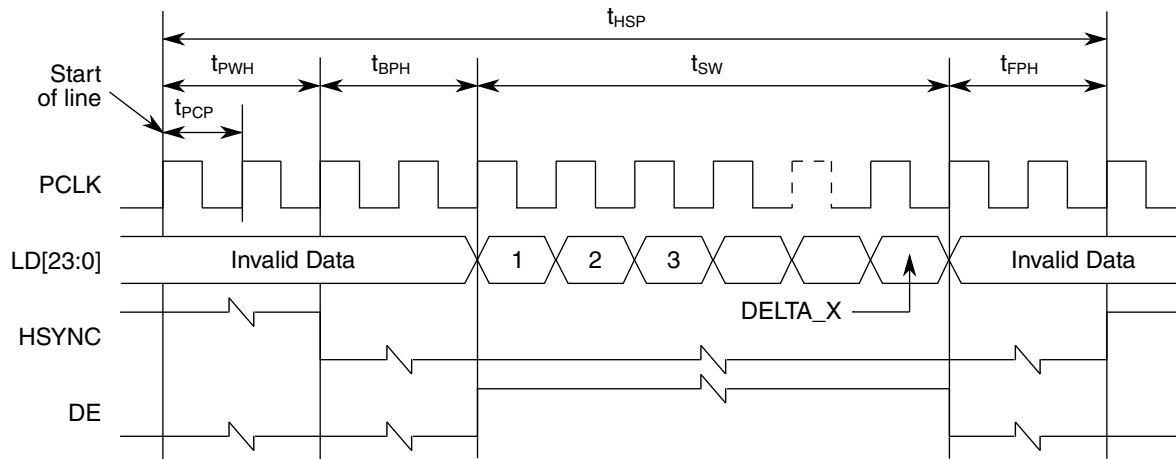 tHSP
tPWH
tBPH
tSW
tFPH
Start
of line
tPCP
PCLK
LD[23:0]
Invalid Data
1
2
3
Invalid Data
DELTA_X
HSYNC
DE